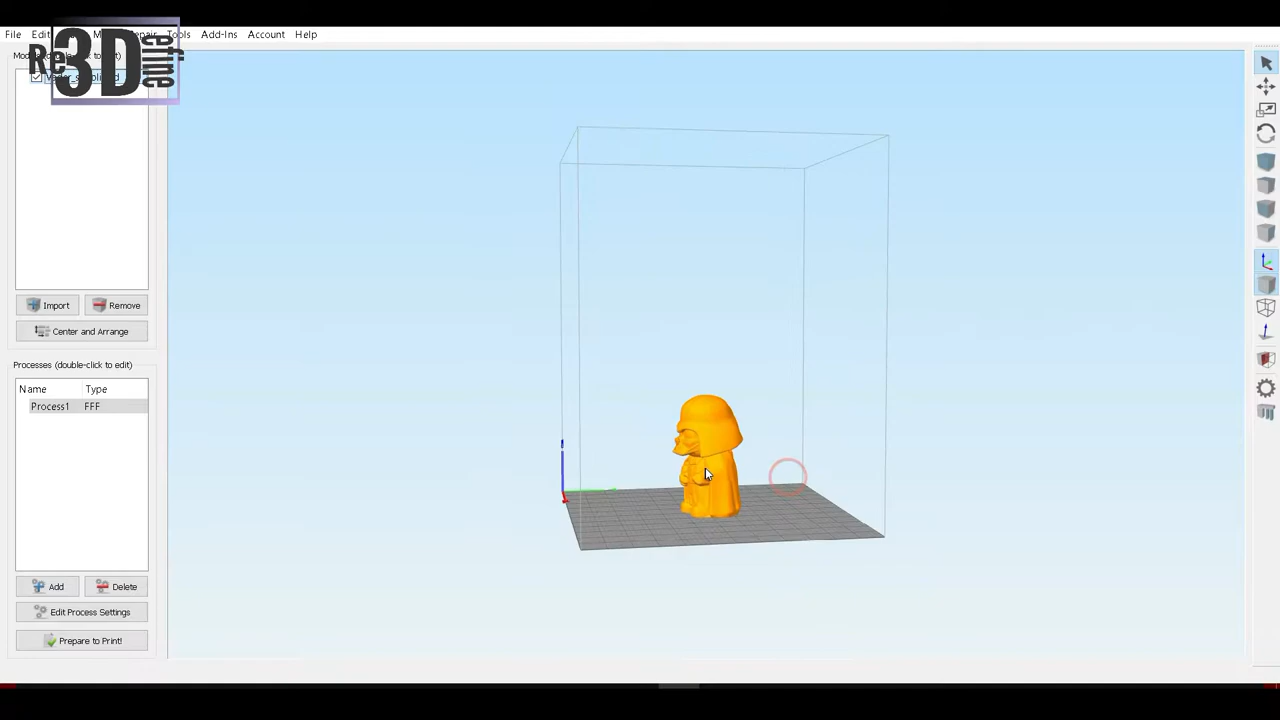 File Edit Tools Add-Ins Account Help
Re3Define
Import Remove
Center and Arrange
Processes (double-click to edit)
Name Type
Process1 FFF
Add Delete
Edit Process Settings
Prepare to Print!